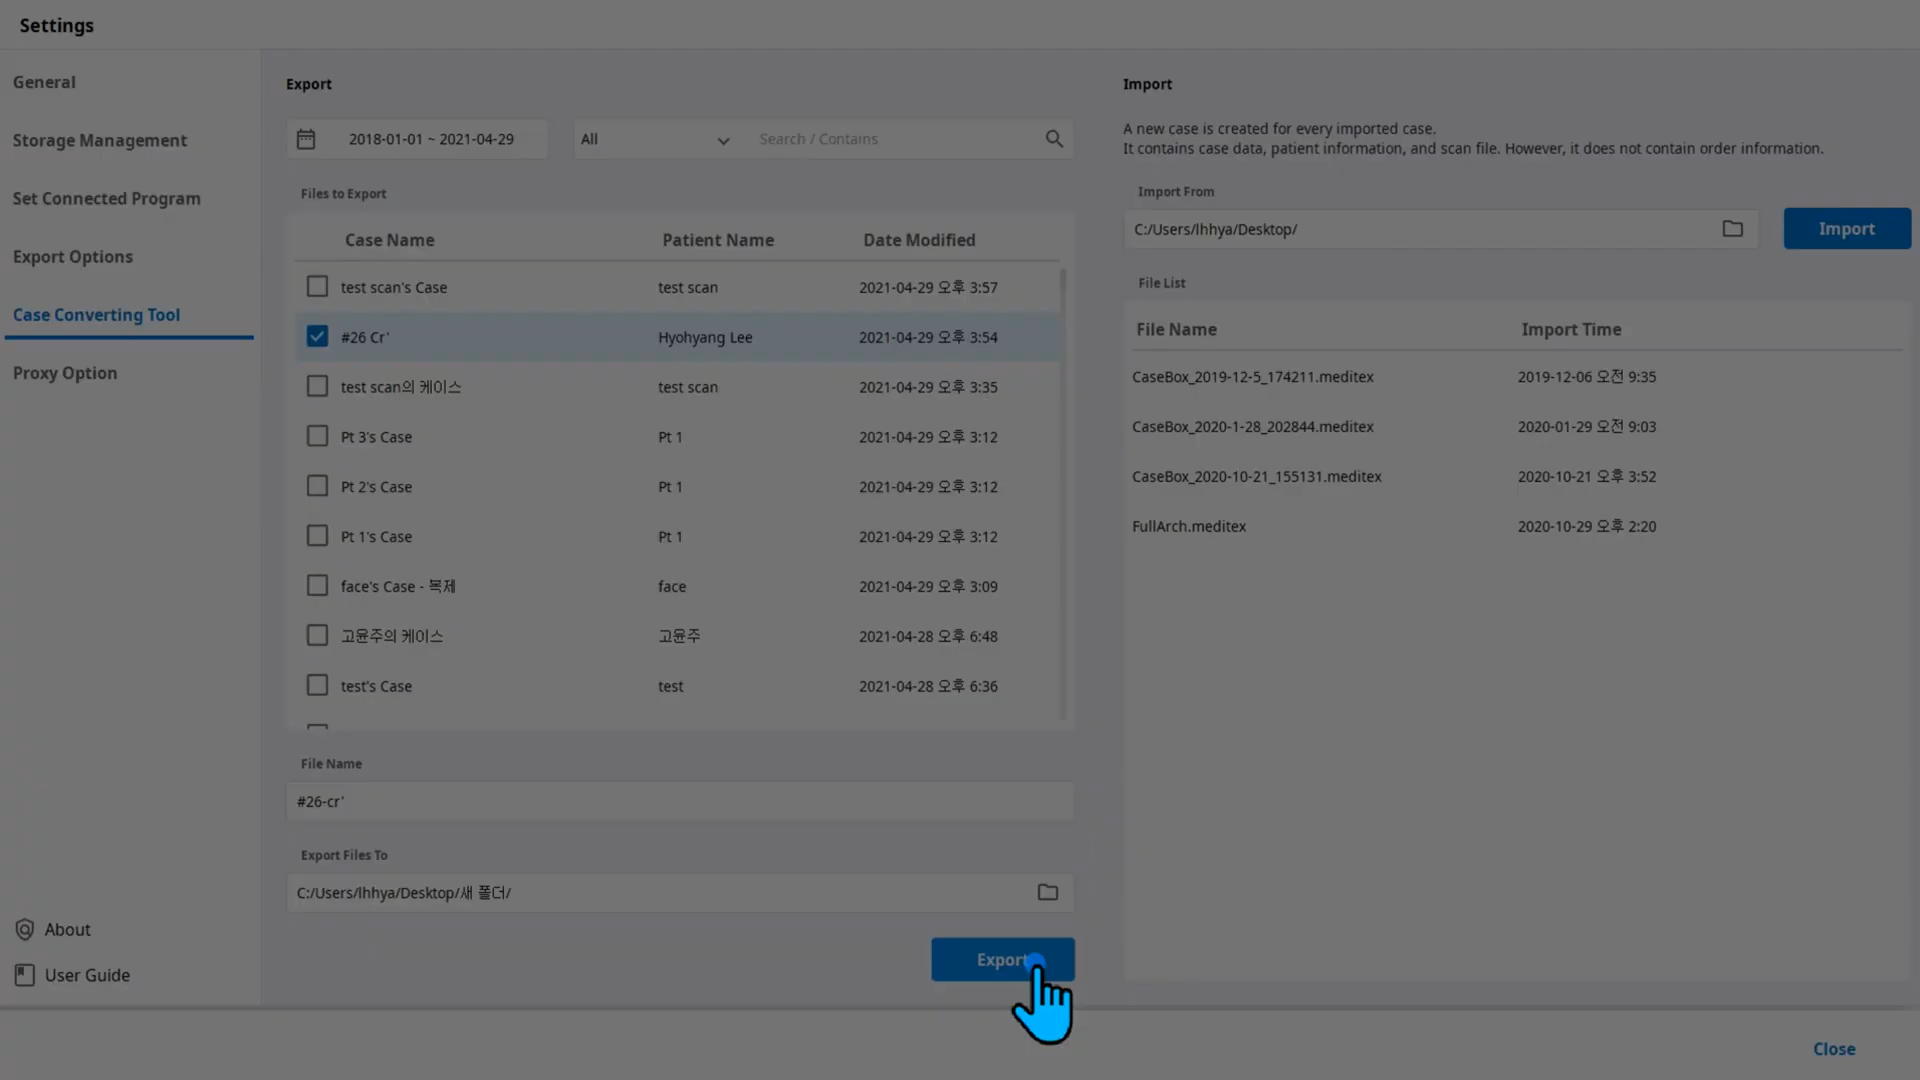 Settings
General
Storage Management
Set Connected Program
Export Options
Case Converting Tool
Proxy Option
About
User Guide
Export
2018-01-01 ~ 2021-04-29
All
Search / Contains
Files to Export
Case Name Patient Name Date Modified
test scan's Case test scan 2021-04-29 오후 3:57
#26 Cr' Hyohyang Lee 2021-04-29 오후 3:54
test scan의 케이스 test scan 2021-04-29 오후 3:35
Pt 3's Case Pt 1 2021-04-29 오후 3:12
Pt 2's Case Pt 1 2021-04-29 오후 3:12
Pt 1's Case Pt 1 2021-04-29 오후 3:12
face's Case - 복제 face 2021-04-29 오후 3:09
고윤주의 케이스 고윤주 2021-04-28 오후 6:48
test's Case test 2021-04-28 오후 6:36
File Name
#26-cr'
Export Files To
C:/Users/lhhya/Desktop/새 폴더/
Export
Import
A new case is created for every imported case.
It contains case data, patient information, and scan file. However, it does not contain order information.
Import From
C:/Users/lhhya/Desktop/
Import
File List
File Name Import Time
CaseBox_2019-12-5_174211.meditex 2019-12-06 오전 9:35
CaseBox_2020-1-28_202844.meditex 2020-01-29 오전 9:03
CaseBox_2020-10-21_155131.meditex 2020-10-21 오후 3:52
FullArch.meditex 2020-10-29 오후 2:20
Close